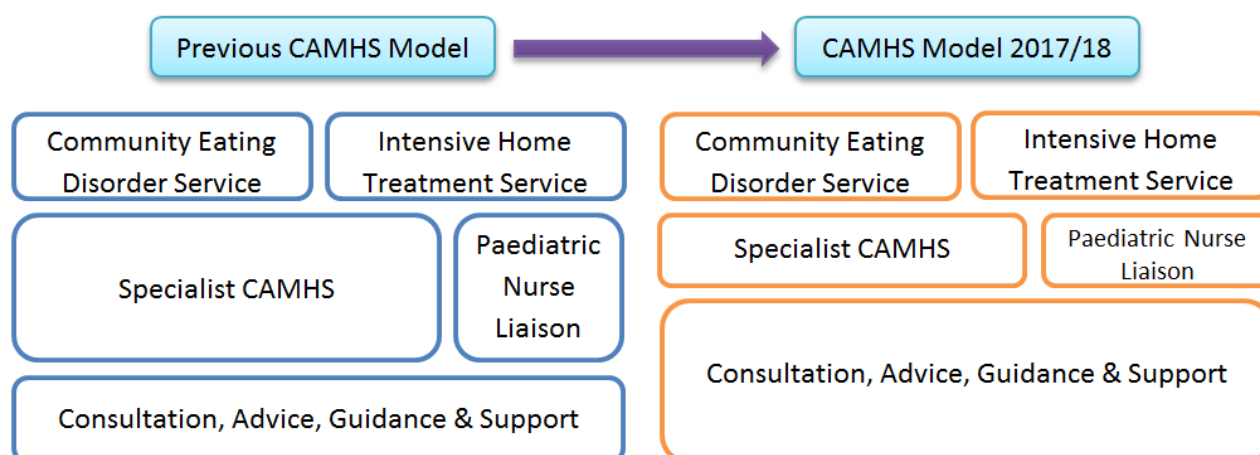 Previous CAMHS Model
CAMHS Model 2017/18
Community Eating
Disorder Service
Intensive Home
Treatment Service
Specialist CAMHS
Paediatric
Nurse
Liaison
Consultation, Advice, Guidance & Support
Community Eating
Disorder Service
Intensive Home
Treatment Service
Specialist CAMHS
Paediatric Nurse
Liaison
Consultation, Advice, Guidance & Support